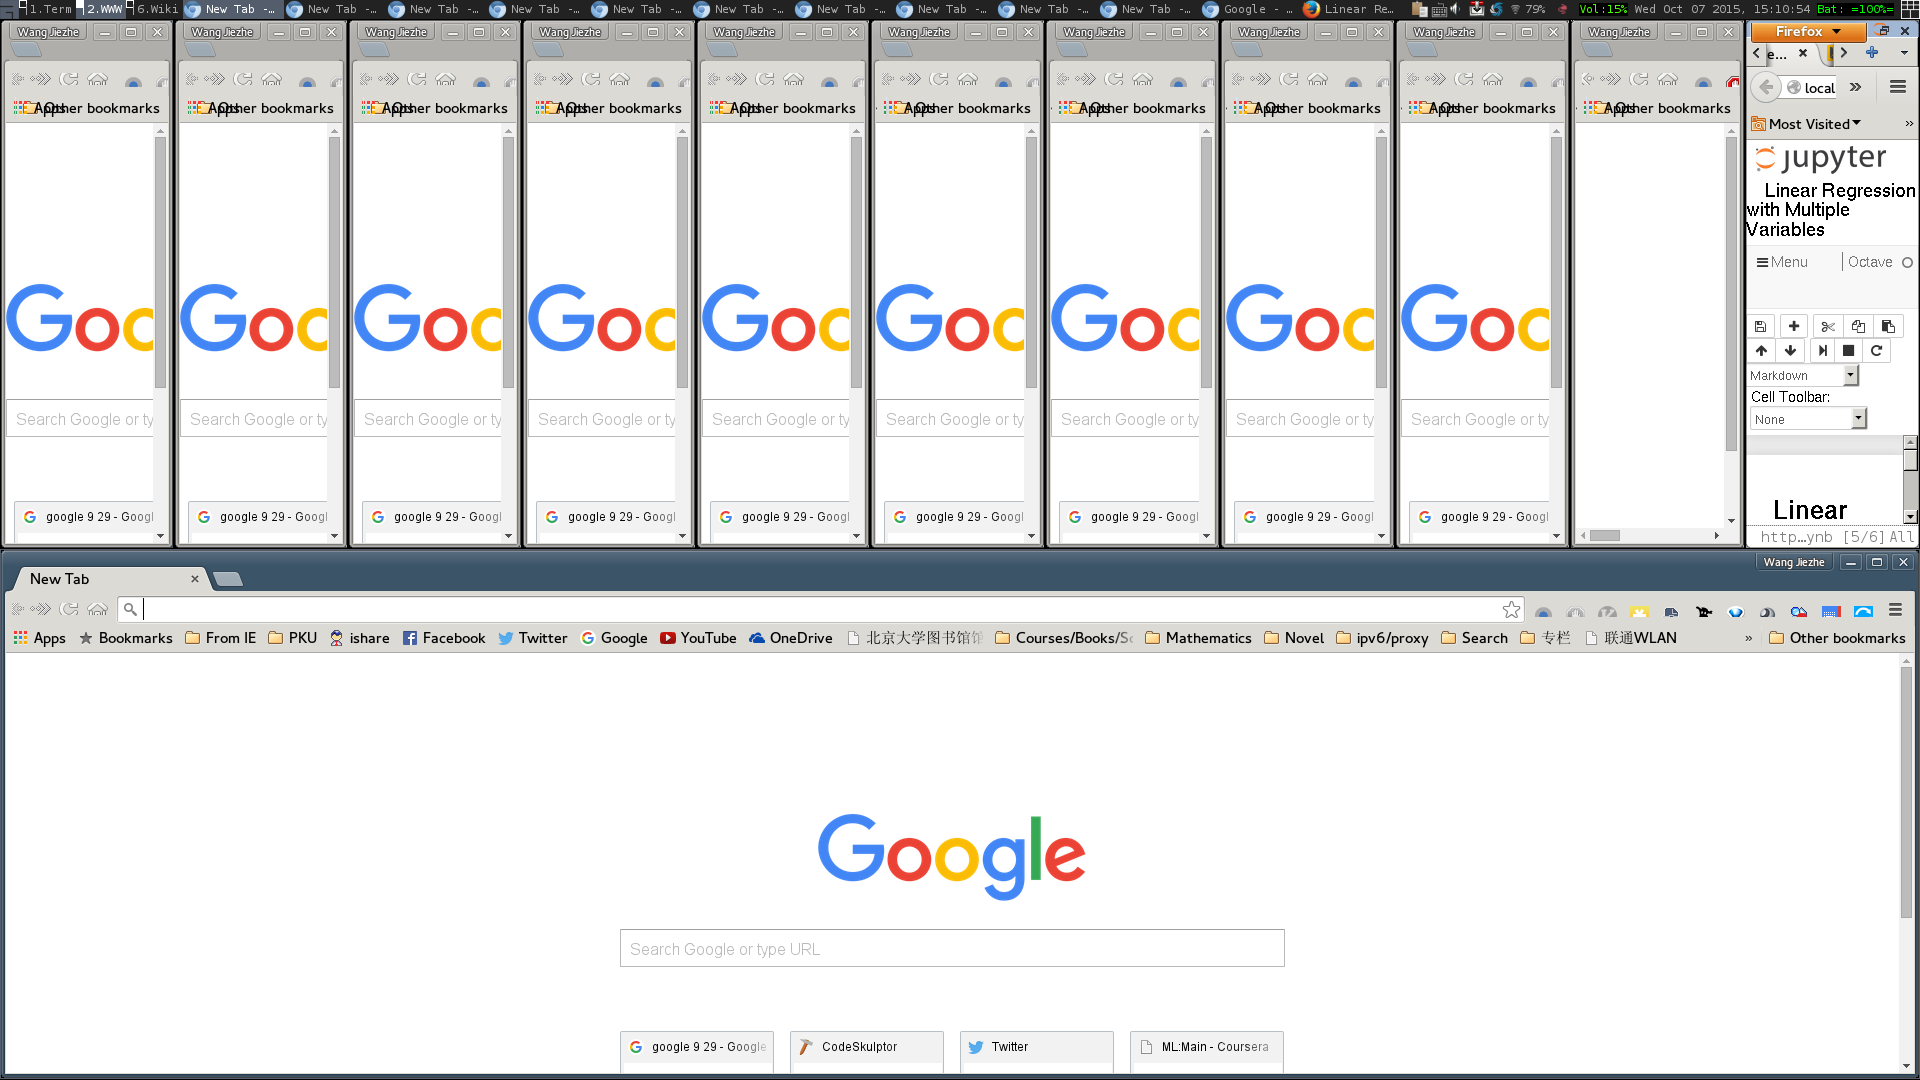 1.Term 2.WWW 6.Wiki New Tab -… New Tab -… New Tab -… New Tab -… New Tab -… New Tab -… New Tab -… New Tab -… New Tab -… New Tab -… Google - … Linear Re… 79% Vol:15% Wed Oct 07 2015, 15:10:54 Bat: =100%=
Wang Jiezhe Wang Jiezhe Wang Jiezhe Wang Jiezhe Wang Jiezhe Wang Jiezhe Wang Jiezhe Wang Jiezhe Wang Jiezhe Wang Jiezhe Firefox
e…
local
Apps Other bookmarks Apps Other bookmarks Apps Other bookmarks Apps Other bookmarks Apps Other bookmarks Apps Other bookmarks Apps Other bookmarks Apps Other bookmarks Apps Other bookmarks Apps Other bookmarks
Most Visited »
jupyter
Linear Regression
with Multiple
Variables
Menu Octave O
Goo Goo Goo Goo Goo Goo Goo Goo Goo
Markdown
Cell Toolbar:
None
Search Google or ty Search Google or ty Search Google or ty Search Google or ty Search Google or ty Search Google or ty Search Google or ty Search Google or ty Search Google or ty
google 9 29 - Googl google 9 29 - Googl google 9 29 - Googl google 9 29 - Googl google 9 29 - Googl google 9 29 - Googl google 9 29 - Googl google 9 29 - Googl google 9 29 - Googl
Linear
http…ynb [5/6] All
Wang Jiezhe
New Tab
Apps Bookmarks From IE PKU ishare Facebook Twitter Google YouTube OneDrive 北京大学图书馆馆 Courses/Books/Sc Mathematics Novel ipv6/proxy Search 专栏 联通WLAN » Other bookmarks
Google
Search Google or type URL
google 9 29 - Google CodeSkulptor Twitter ML:Main - Coursera